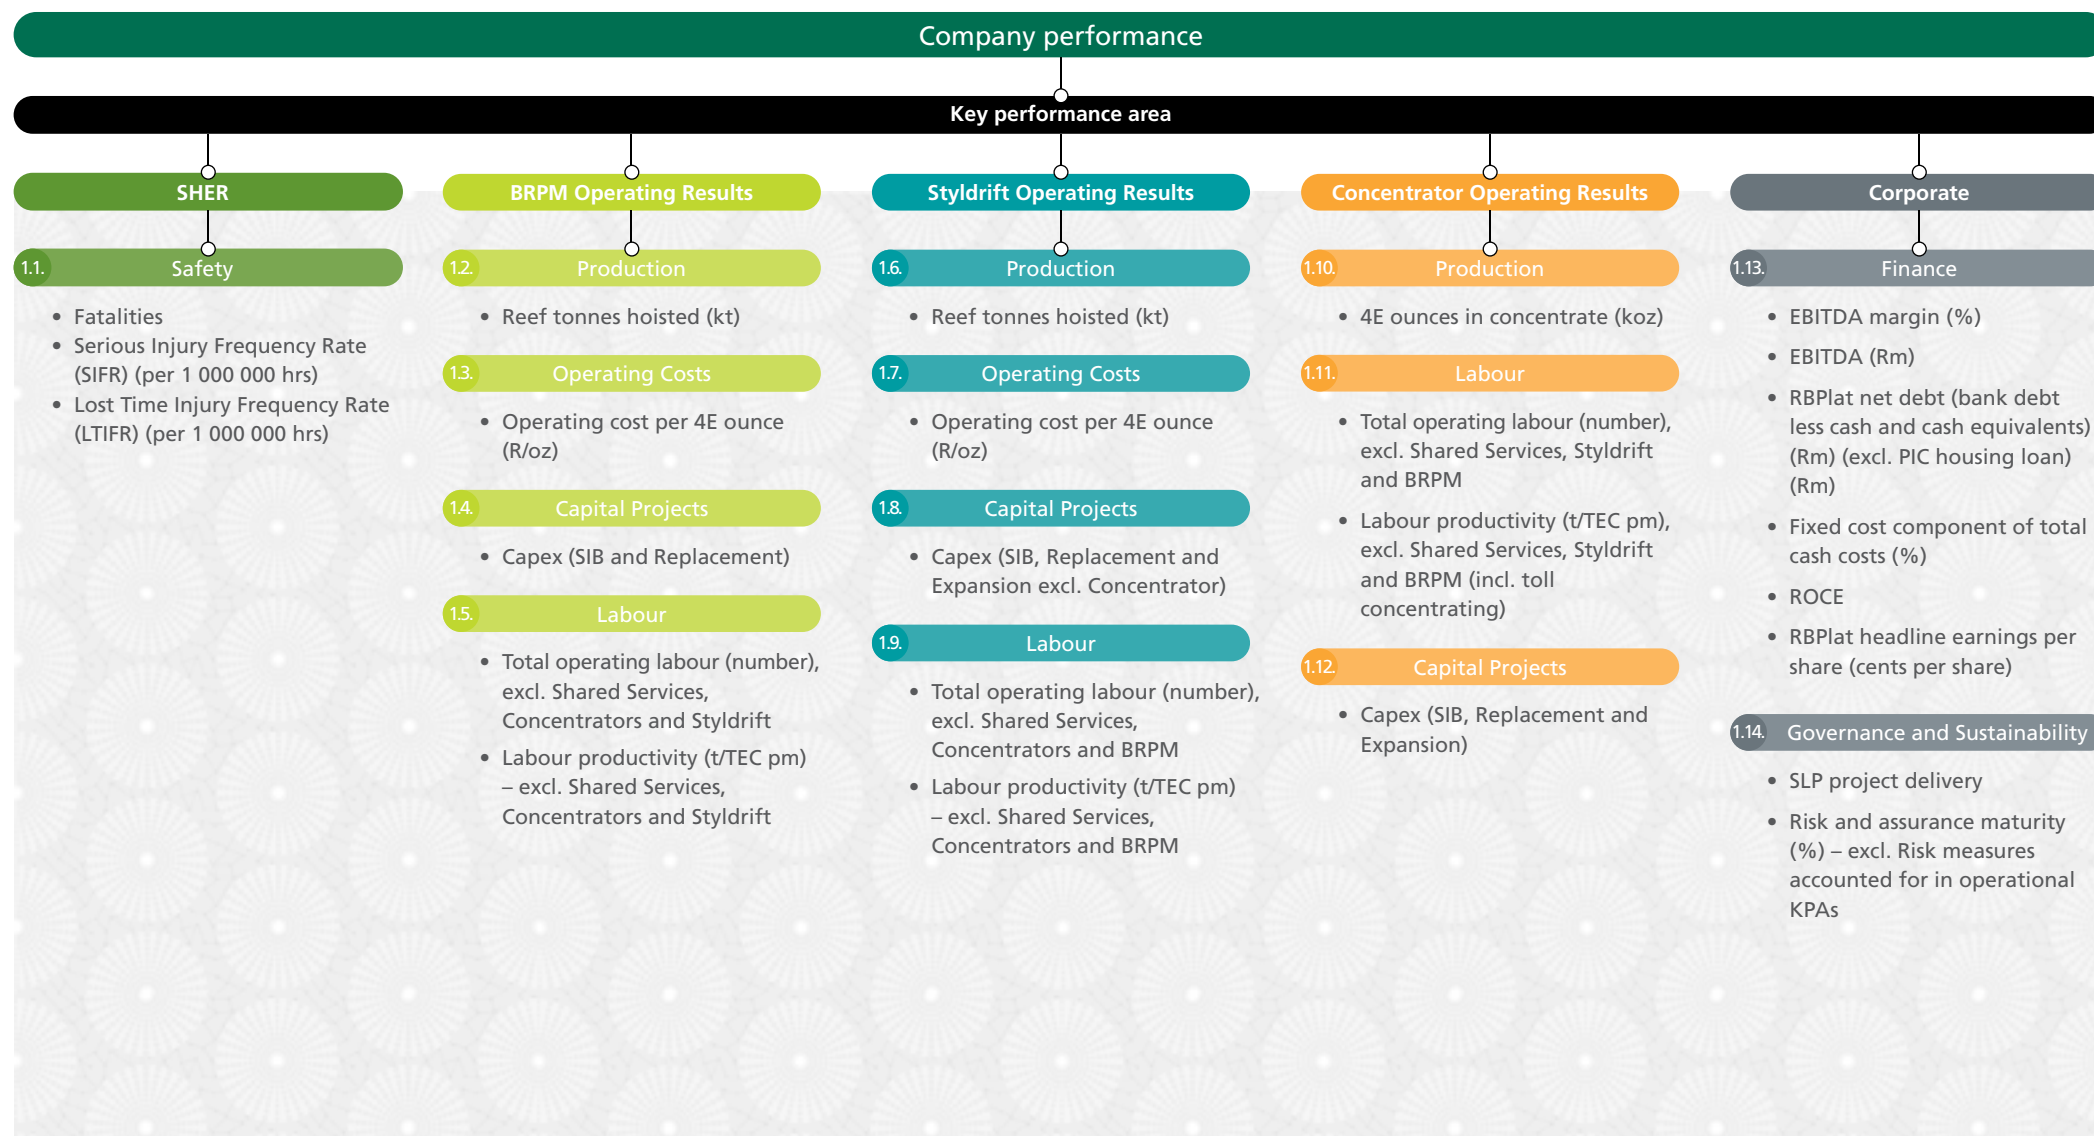 Company performance
Key performance area
SHER
1.1. Safety
• Fatalities
• Serious Injury Frequency Rate
(SIFR) (per 1 000 000 hrs)
• Lost Time Injury Frequency Rate
(LTIFR) (per 1 000 000 hrs)
BRPM Operating Results
1.2. Production
• Reef tonnes hoisted (kt)
1.3. Operating Costs
• Operating cost per 4E ounce
(R/oz)
1.4. Capital Projects
• Capex (SIB and Replacement)
1.5. Labour
• Total operating labour (number),
excl. Shared Services,
Concentrators and Styldrift
• Labour productivity (t/TEC pm)
– excl. Shared Services,
Concentrators and Styldrift
Styldrift Operating Results
1.6. Production
• Reef tonnes hoisted (kt)
1.7. Operating Costs
• Operating cost per 4E ounce
(R/oz)
1.8. Capital Projects
• Capex (SIB, Replacement and
Expansion excl. Concentrator)
1.9. Labour
• Total operating labour (number),
excl. Shared Services,
Concentrators and BRPM
• Labour productivity (t/TEC pm)
– excl. Shared Services,
Concentrators and BRPM
Concentrator Operating Results
1.10. Production
• 4E ounces in concentrate (koz)
1.11. Labour
• Total operating labour (number),
excl. Shared Services, Styldrift
and BRPM
• Labour productivity (t/TEC pm),
excl. Shared Services, Styldrift
and BRPM (incl. toll
concentrating)
1.12. Capital Projects
• Capex (SIB, Replacement and
Expansion)
Corporate
1.13. Finance
• EBITDA margin (%)
• EBITDA (Rm)
• RBPlat net debt (bank debt
less cash and cash equivalents)
(Rm) (excl. PIC housing loan)
(Rm)
• Fixed cost component of total
cash costs (%)
• ROCE
• RBPlat headline earnings per
share (cents per share)
1.14. Governance and Sustainability
• SLP project delivery
• Risk and assurance maturity
(%) – excl. Risk measures
accounted for in operational
KPAs